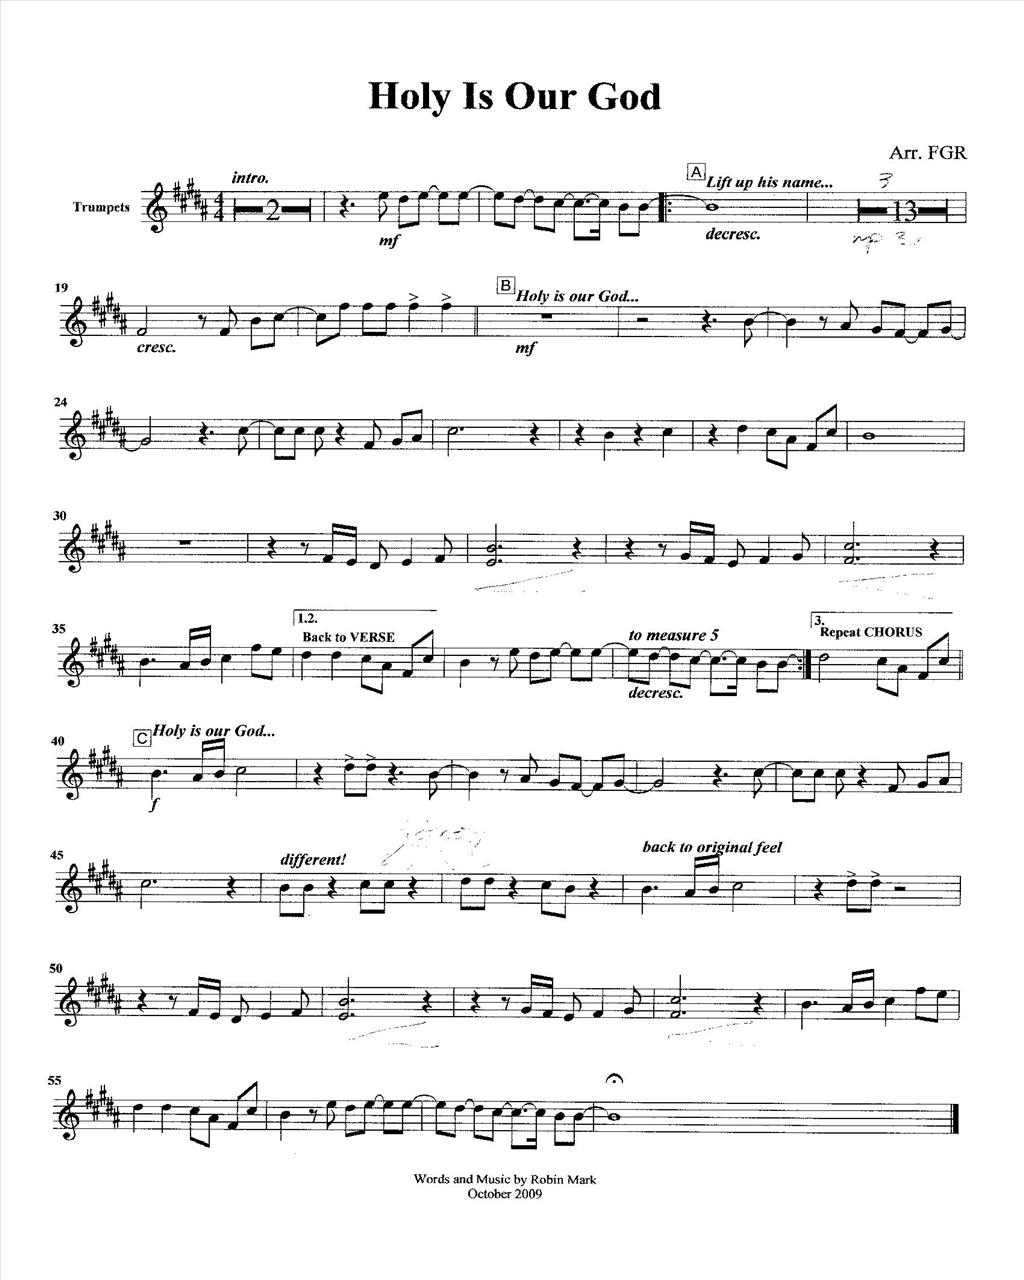 Holy Is Our God
Arr. FGR
intro.
A Lift up his name... 3
Trumpets 4 4 2 13
mf decresc. mp
19 B Holy is our God...
cresc. mf
24
30
35 1.2. Back to VERSE to measure 5 3. Repeat CHORUS
decresc.
40 C Holy is our God...
f
45 different! back to original feel
50
55
Words and Music by Robin Mark
October 2009